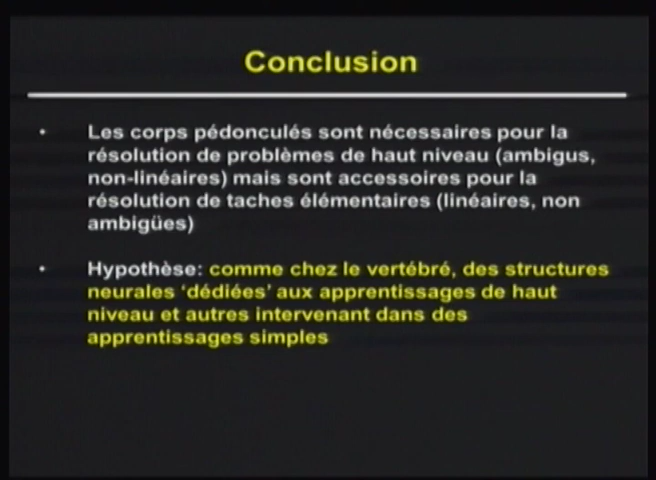 Conclusion
• Les corps pédonculés sont nécessaires pour la
résolution de problèmes de haut niveau (ambigus,
non-linéaires) mais sont accessoires pour la
résolution de taches élémentaires (linéaires, non
ambigües)
• Hypothèse: comme chez le vertébré, des structures
neurales ‘dédiées’ aux apprentissages de haut
niveau et autres intervenant dans des
apprentissages simples